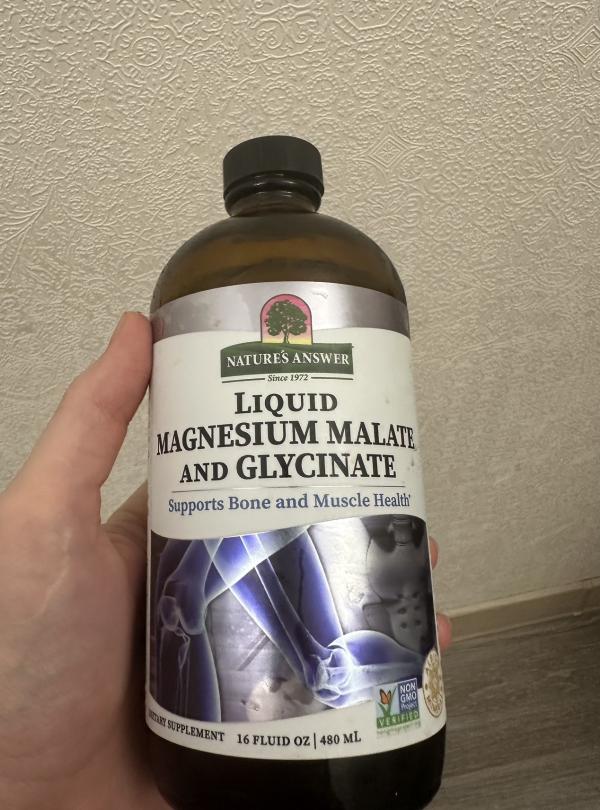 NATURE'S ANSWER
Since 1972
LIQUID
MAGNESIUM MALATE
AND GLYCINATE
Supports Bone and Muscle Health*
DIETARY SUPPLEMENT 16 FLUID OZ | 480 ML
NON
GMO
Project
VERIFIED